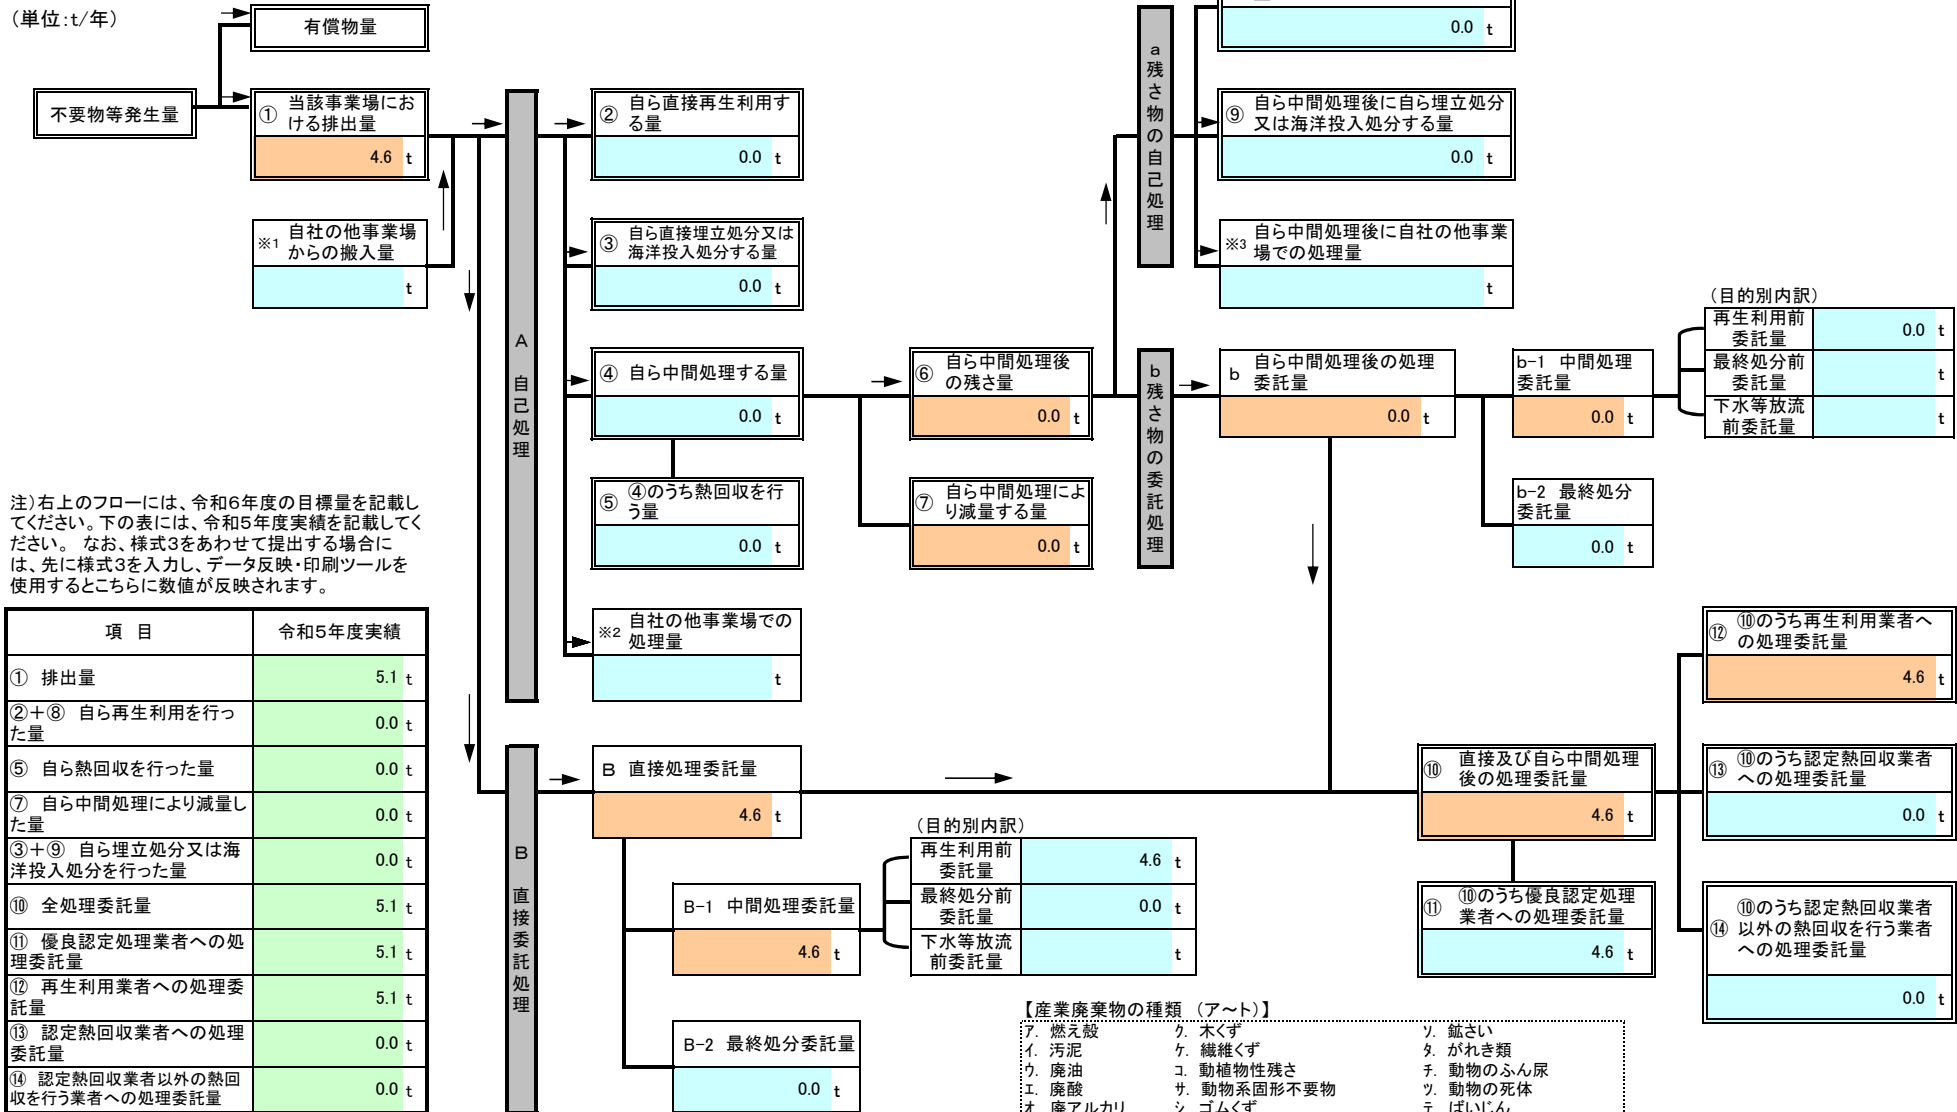 (単位:t/年)
有償物量
不要物等発生量
① 当該事業場にお
ける排出量
4.6 t
※1 自社の他事業場
からの搬入量
t
A 自己処理
② 自ら直接再生利用す
る量
0.0 t
③ 自ら直接埋立処分又は
海洋投入処分する量
0.0 t
④ 自ら中間処理する量
0.0 t
⑤ ④のうち熱回収を行
う量
0.0 t
※2 自社の他事業場での
処理量
t
⑥ 自ら中間処理後
の残さ量
0.0 t
⑦ 自ら中間処理によ
り減量する量
0.0 t
a 残さ物の自己処理
0.0 t
⑨ 自ら中間処理後に自ら埋立処分
又は海洋投入処分する量
0.0 t
※3 自ら中間処理後に自社の他事業
場での処理量
t
b 残さ物の委託処理
b 自ら中間処理後の処理
委託量
0.0 t
b-1 中間処理
委託量
0.0 t
b-2 最終処分
委託量
0.0 t
(目的別内訳)
再生利用前
委託量
0.0 t
最終処分前
委託量
t
下水等放流
前委託量
t
注)右上のフローには、令和6年度の目標量を記載し
てください。下の表には、令和5年度実績を記載してく
ださい。 なお、様式3をあわせて提出する場合に
は、先に様式3を入力し、データ反映・印刷ツールを
使用するとこちらに数値が反映されます。
項 目 令和5年度実績
① 排出量 5.1 t
②+⑧ 自ら再生利用を行っ
た量 0.0 t
⑤ 自ら熱回収を行った量 0.0 t
⑦ 自ら中間処理により減量し
た量 0.0 t
③+⑨ 自ら埋立処分又は海
洋投入処分を行った量 0.0 t
⑩ 全処理委託量 5.1 t
⑪ 優良認定処理業者への処
理委託量 5.1 t
⑫ 再生利用業者への処理委
託量 5.1 t
⑬ 認定熱回収業者への処理
委託量 0.0 t
⑭ 認定熱回収業者以外の熱回
収を行う業者への処理委託量 0.0 t
B 直接委託処理
B 直接処理委託量
4.6 t
B-1 中間処理委託量
4.6 t
B-2 最終処分委託量
0.0 t
(目的別内訳)
再生利用前
委託量
4.6 t
最終処分前
委託量
0.0 t
下水等放流
前委託量
t
⑩ 直接及び自ら中間処理
後の処理委託量
4.6 t
⑪ ⑩のうち優良認定処理
業者への処理委託量
4.6 t
⑫ ⑩のうち再生利用業者へ
の処理委託量
4.6 t
⑬ ⑩のうち認定熱回収業者
への処理委託量
0.0 t
⑭ ⑩のうち認定熱回収業者
以外の熱回収を行う業者
への処理委託量
0.0 t
【産業廃棄物の種類 (ア~ト)】
ア. 燃え殻 ク. 木くず ソ. 鉱さい
イ. 汚泥 ケ. 繊維くず タ. がれき類
ウ. 廃油 コ. 動植物性残さ チ. 動物のふん尿
エ. 廃酸 サ. 動物系固形不要物 ツ. 動物の死体
オ. 廃アルカリ シ. ゴムくず テ. ばいじん